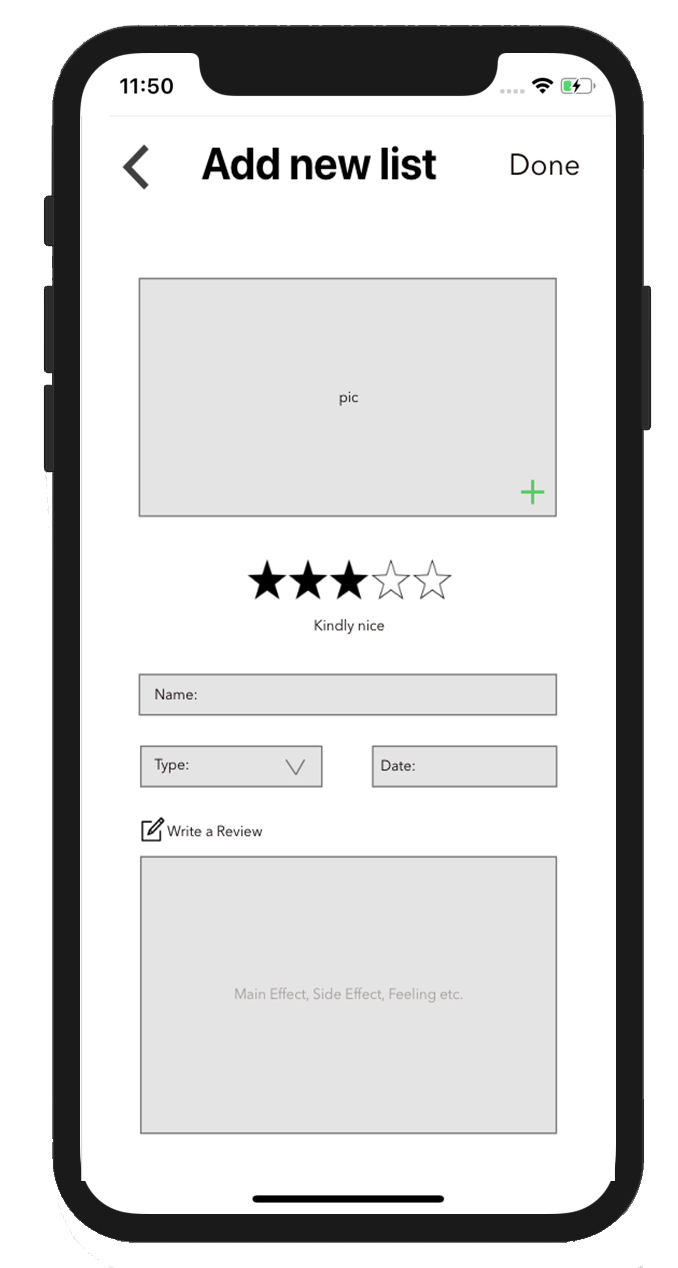 11:50
Add new list
Done
pic
Kindly nice
Name:
Type:
Date:
Write a Review
Main Effect, Side Effect, Feeling etc.